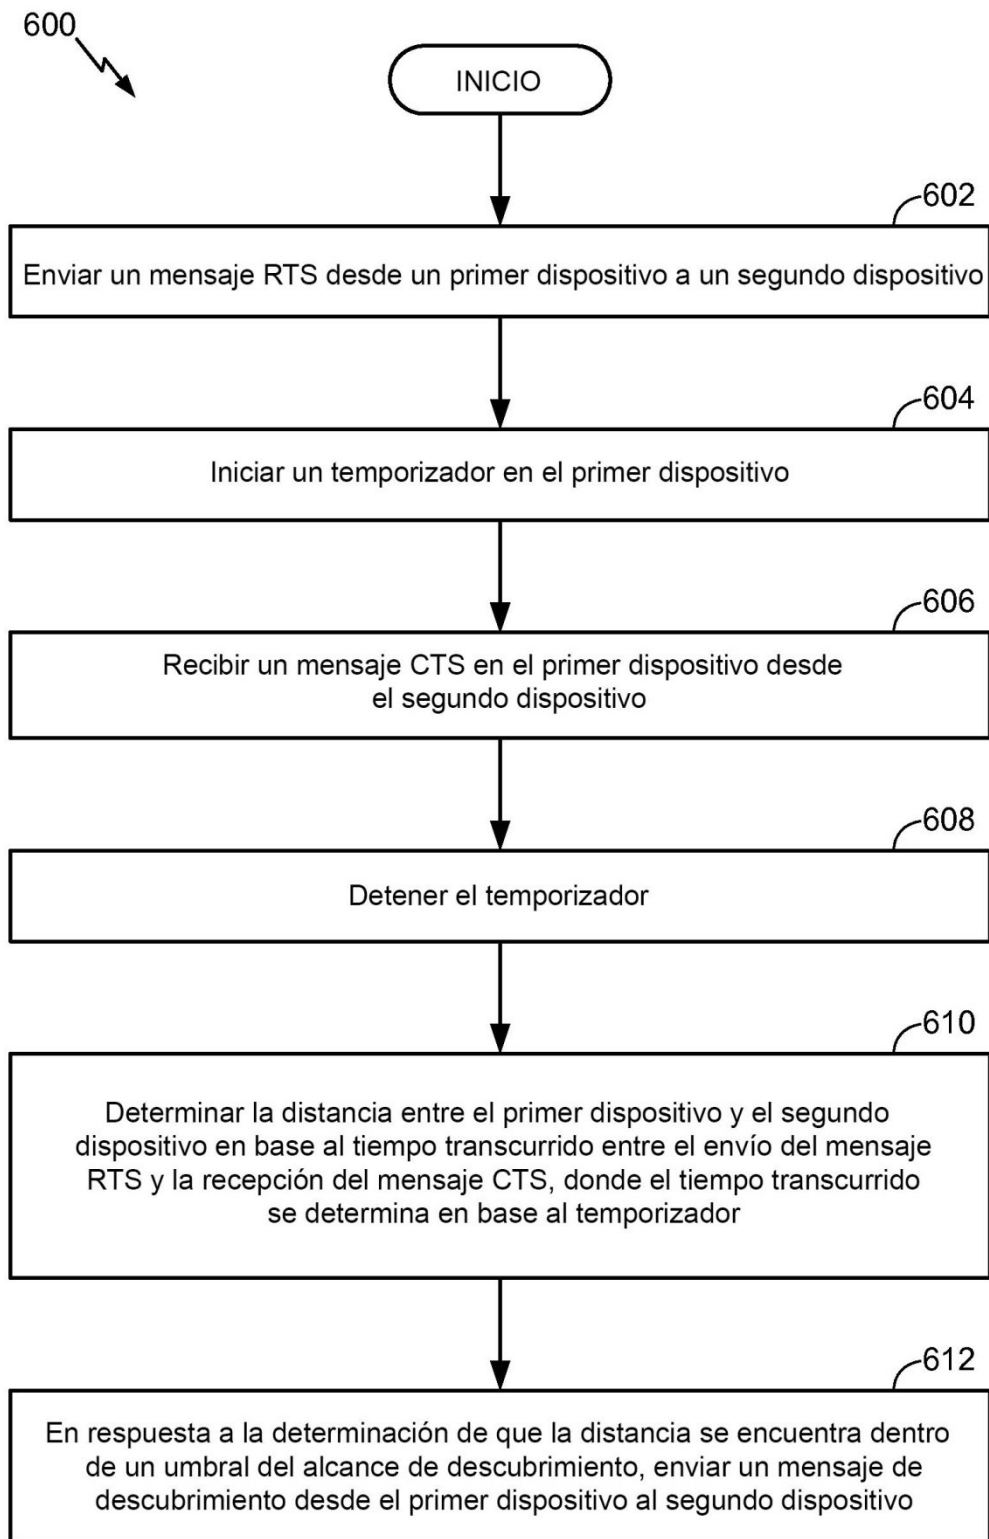 600
INICIO
602
Enviar un mensaje RTS desde un primer dispositivo a un segundo dispositivo
604
Iniciar un temporizador en el primer dispositivo
606
Recibir un mensaje CTS en el primer dispositivo desde
el segundo dispositivo
608
Detener el temporizador
610
Determinar la distancia entre el primer dispositivo y el segundo
dispositivo en base al tiempo transcurrido entre el envío del mensaje
RTS y la recepción del mensaje CTS, donde el tiempo transcurrido
se determina en base al temporizador
612
En respuesta a la determinación de que la distancia se encuentra dentro
de un umbral del alcance de descubrimiento, enviar un mensaje de
descubrimiento desde el primer dispositivo al segundo dispositivo